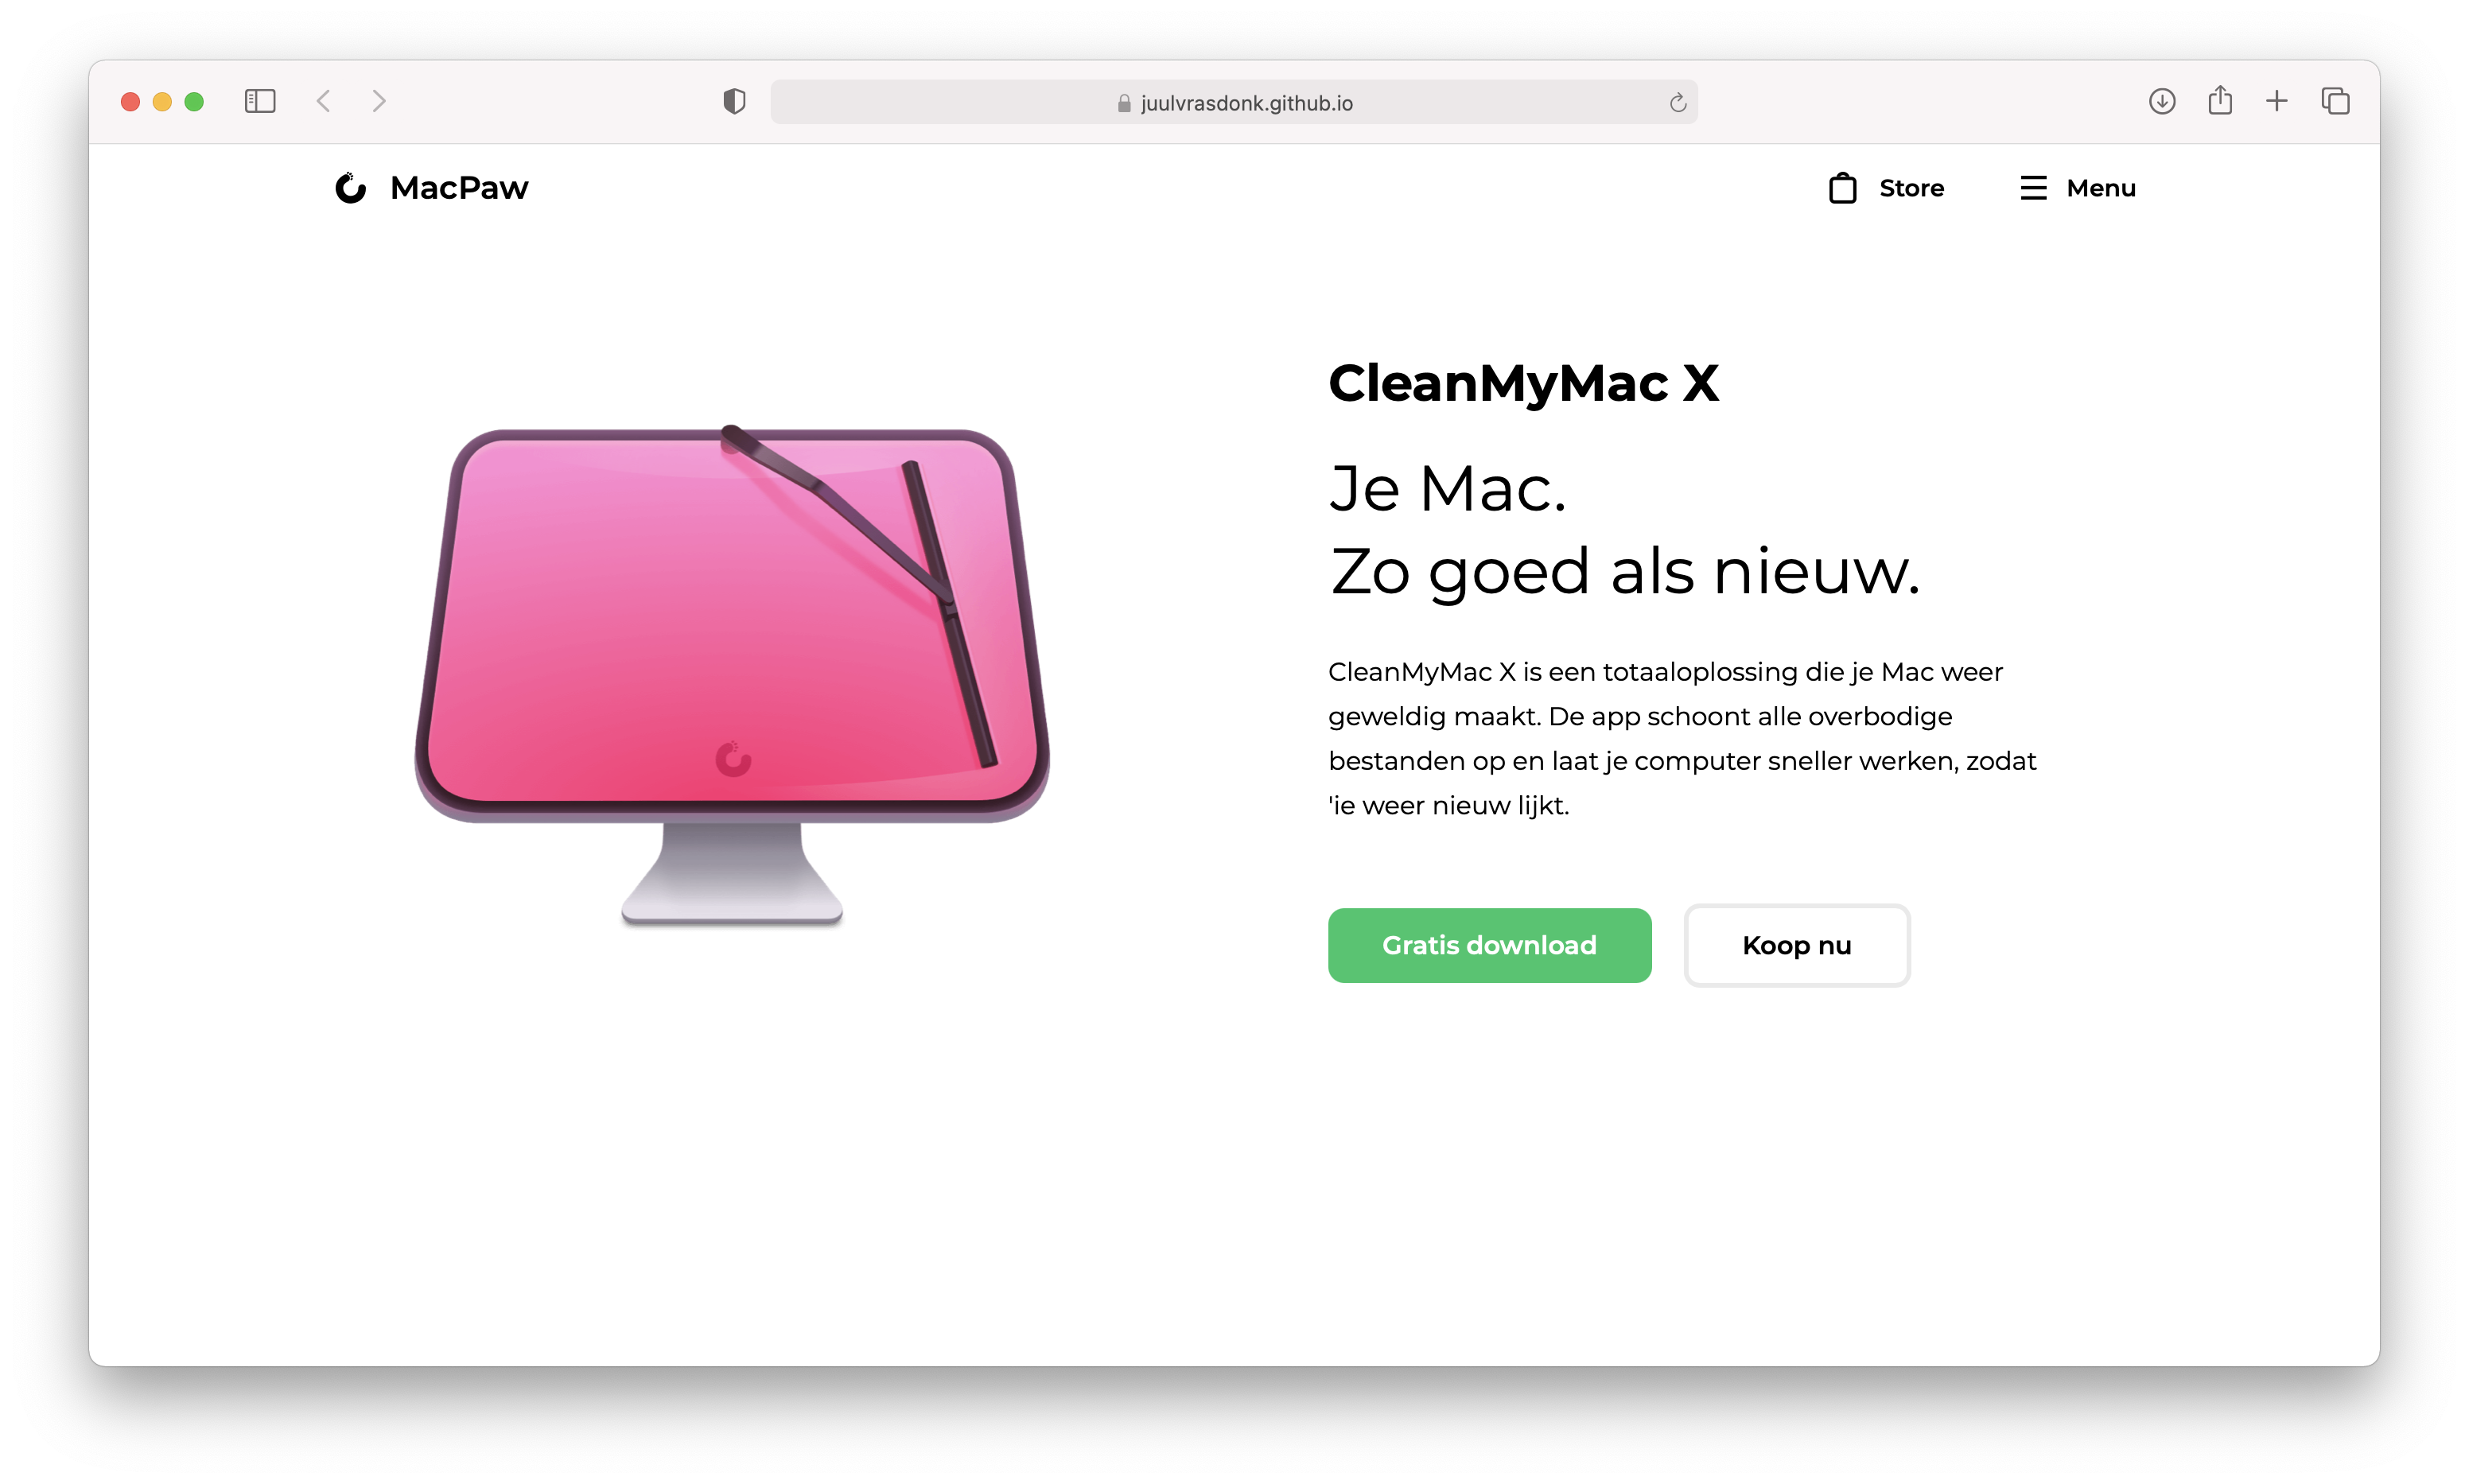 juulvrasdonk.github.io
MacPaw
Store
Menu
CleanMyMac X
Je Mac.
Zo goed als nieuw.
CleanMyMac X is een totaaloplossing die je Mac weer
geweldig maakt. De app schoont alle overbodige
bestanden op en laat je computer sneller werken, zodat
'ie weer nieuw lijkt.
Gratis download
Koop nu